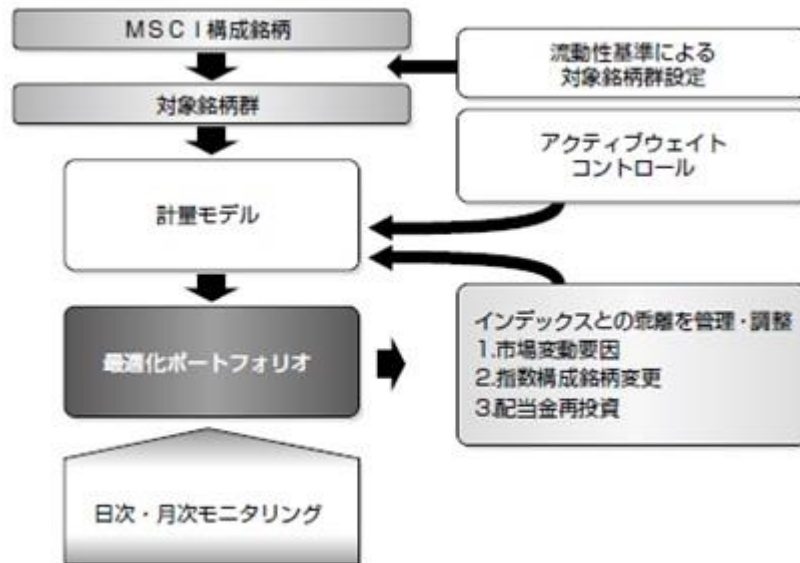 MSCI構成銘柄
流動性基準による
対象銘柄群設定
対象銘柄群
アクティブウェイト
コントロール
計量モデル
最適化ポートフォリオ
インデックスとの乖離を管理・調整
1.市場変動要因
2.指数構成銘柄変更
3.配当金再投資
日次・月次モニタリング